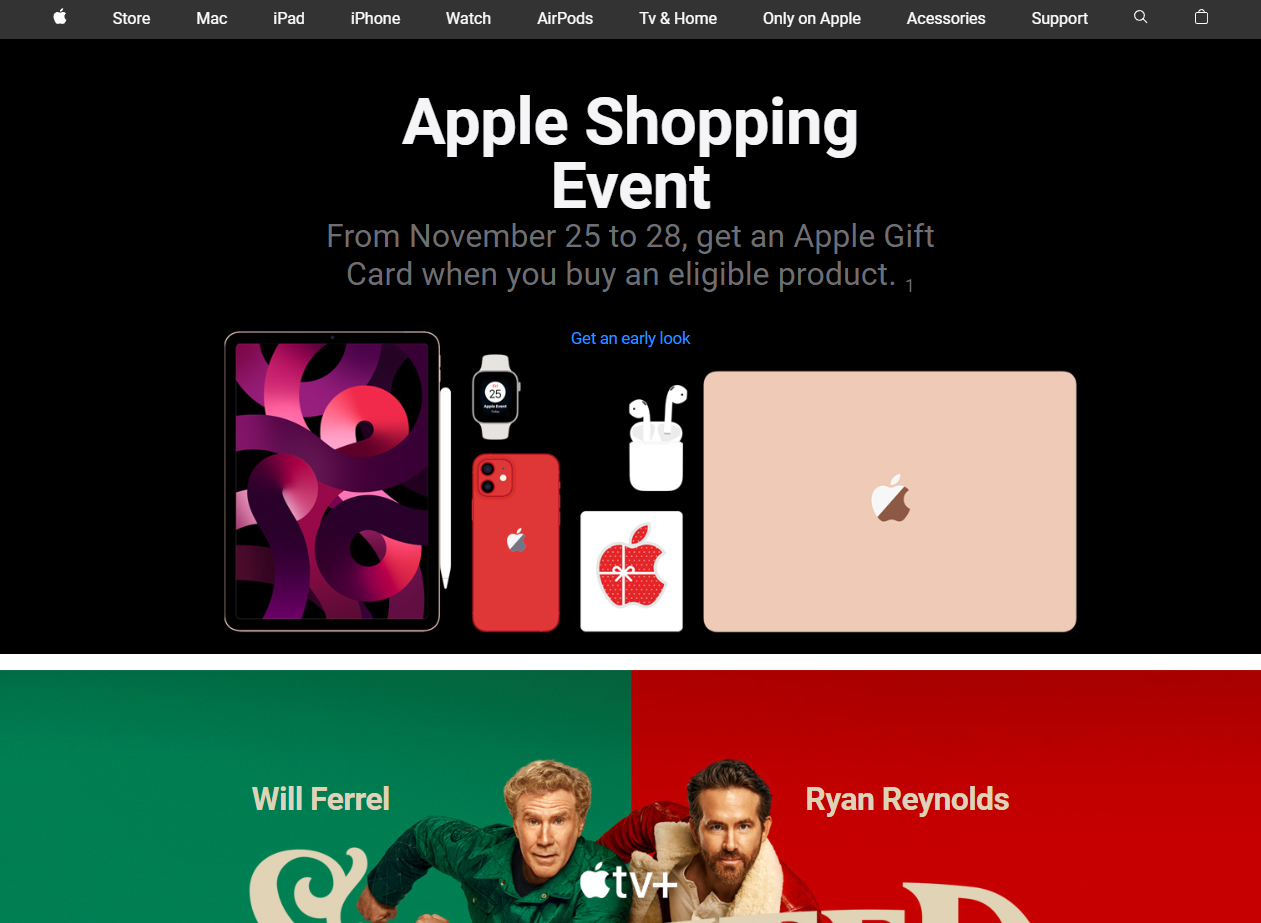 Store Mac iPad iPhone Watch AirPods Tv & Home Only on Apple Acessories Support
Apple Shopping
Event
From November 25 to 28, get an Apple Gift
Card when you buy an eligible product. 1
Get an early look
25
Apple Event
Will Ferrel
Ryan Reynolds
tv+